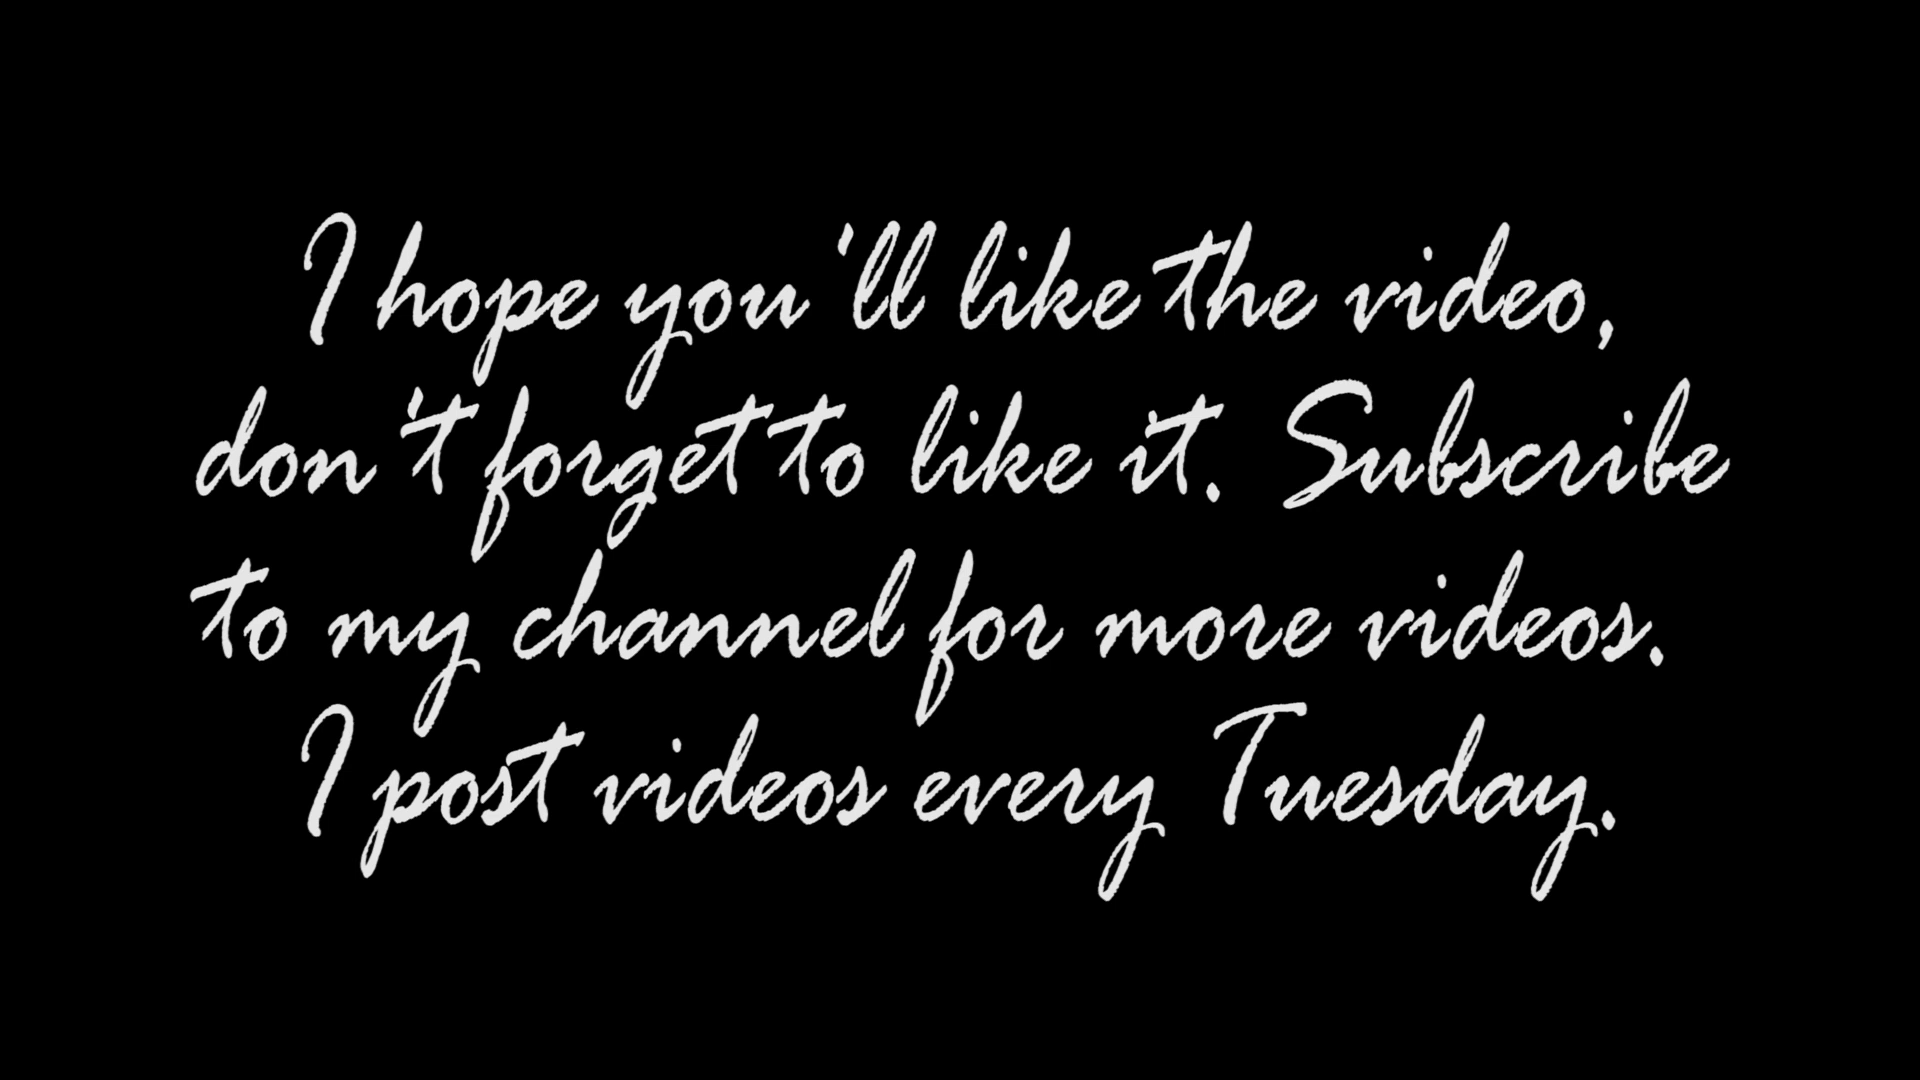 I hope you'll like the video,
don't forget to like it. Subscribe
to my channel for more videos.
I post videos every Tuesday.